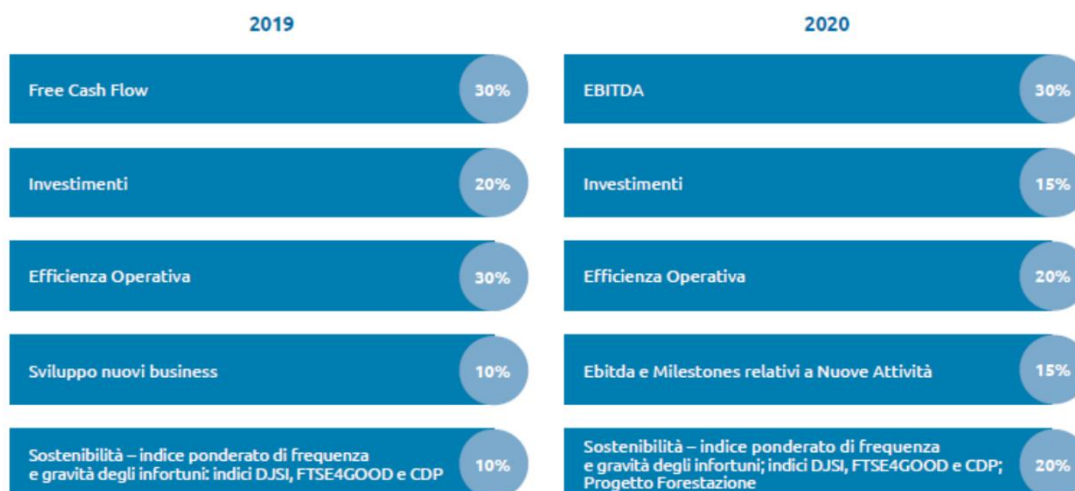 2019
Free Cash Flow
30%
Investimenti
20%
Efficienza Operativa
30%
Sviluppo nuovi business
10%
Sostenibilità – indice ponderato di frequenza
e gravità degli infortuni: indici DJSI, FTSE4GOOD e CDP
10%
2020
EBITDA
30%
Investimenti
15%
Efficienza Operativa
20%
Ebitda e Milestones relativi a Nuove Attività
15%
Sostenibilità – indice ponderato di frequenza
e gravità degli infortuni; indici DJSI, FTSE4GOOD e CDP;
Progetto Forestazione
20%